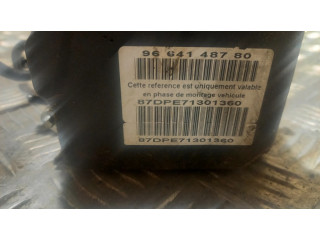 96 641 487 80
Cette reference est uniquement valable
en phase de montage vehicule
87DPE71301360
87DPE71301360